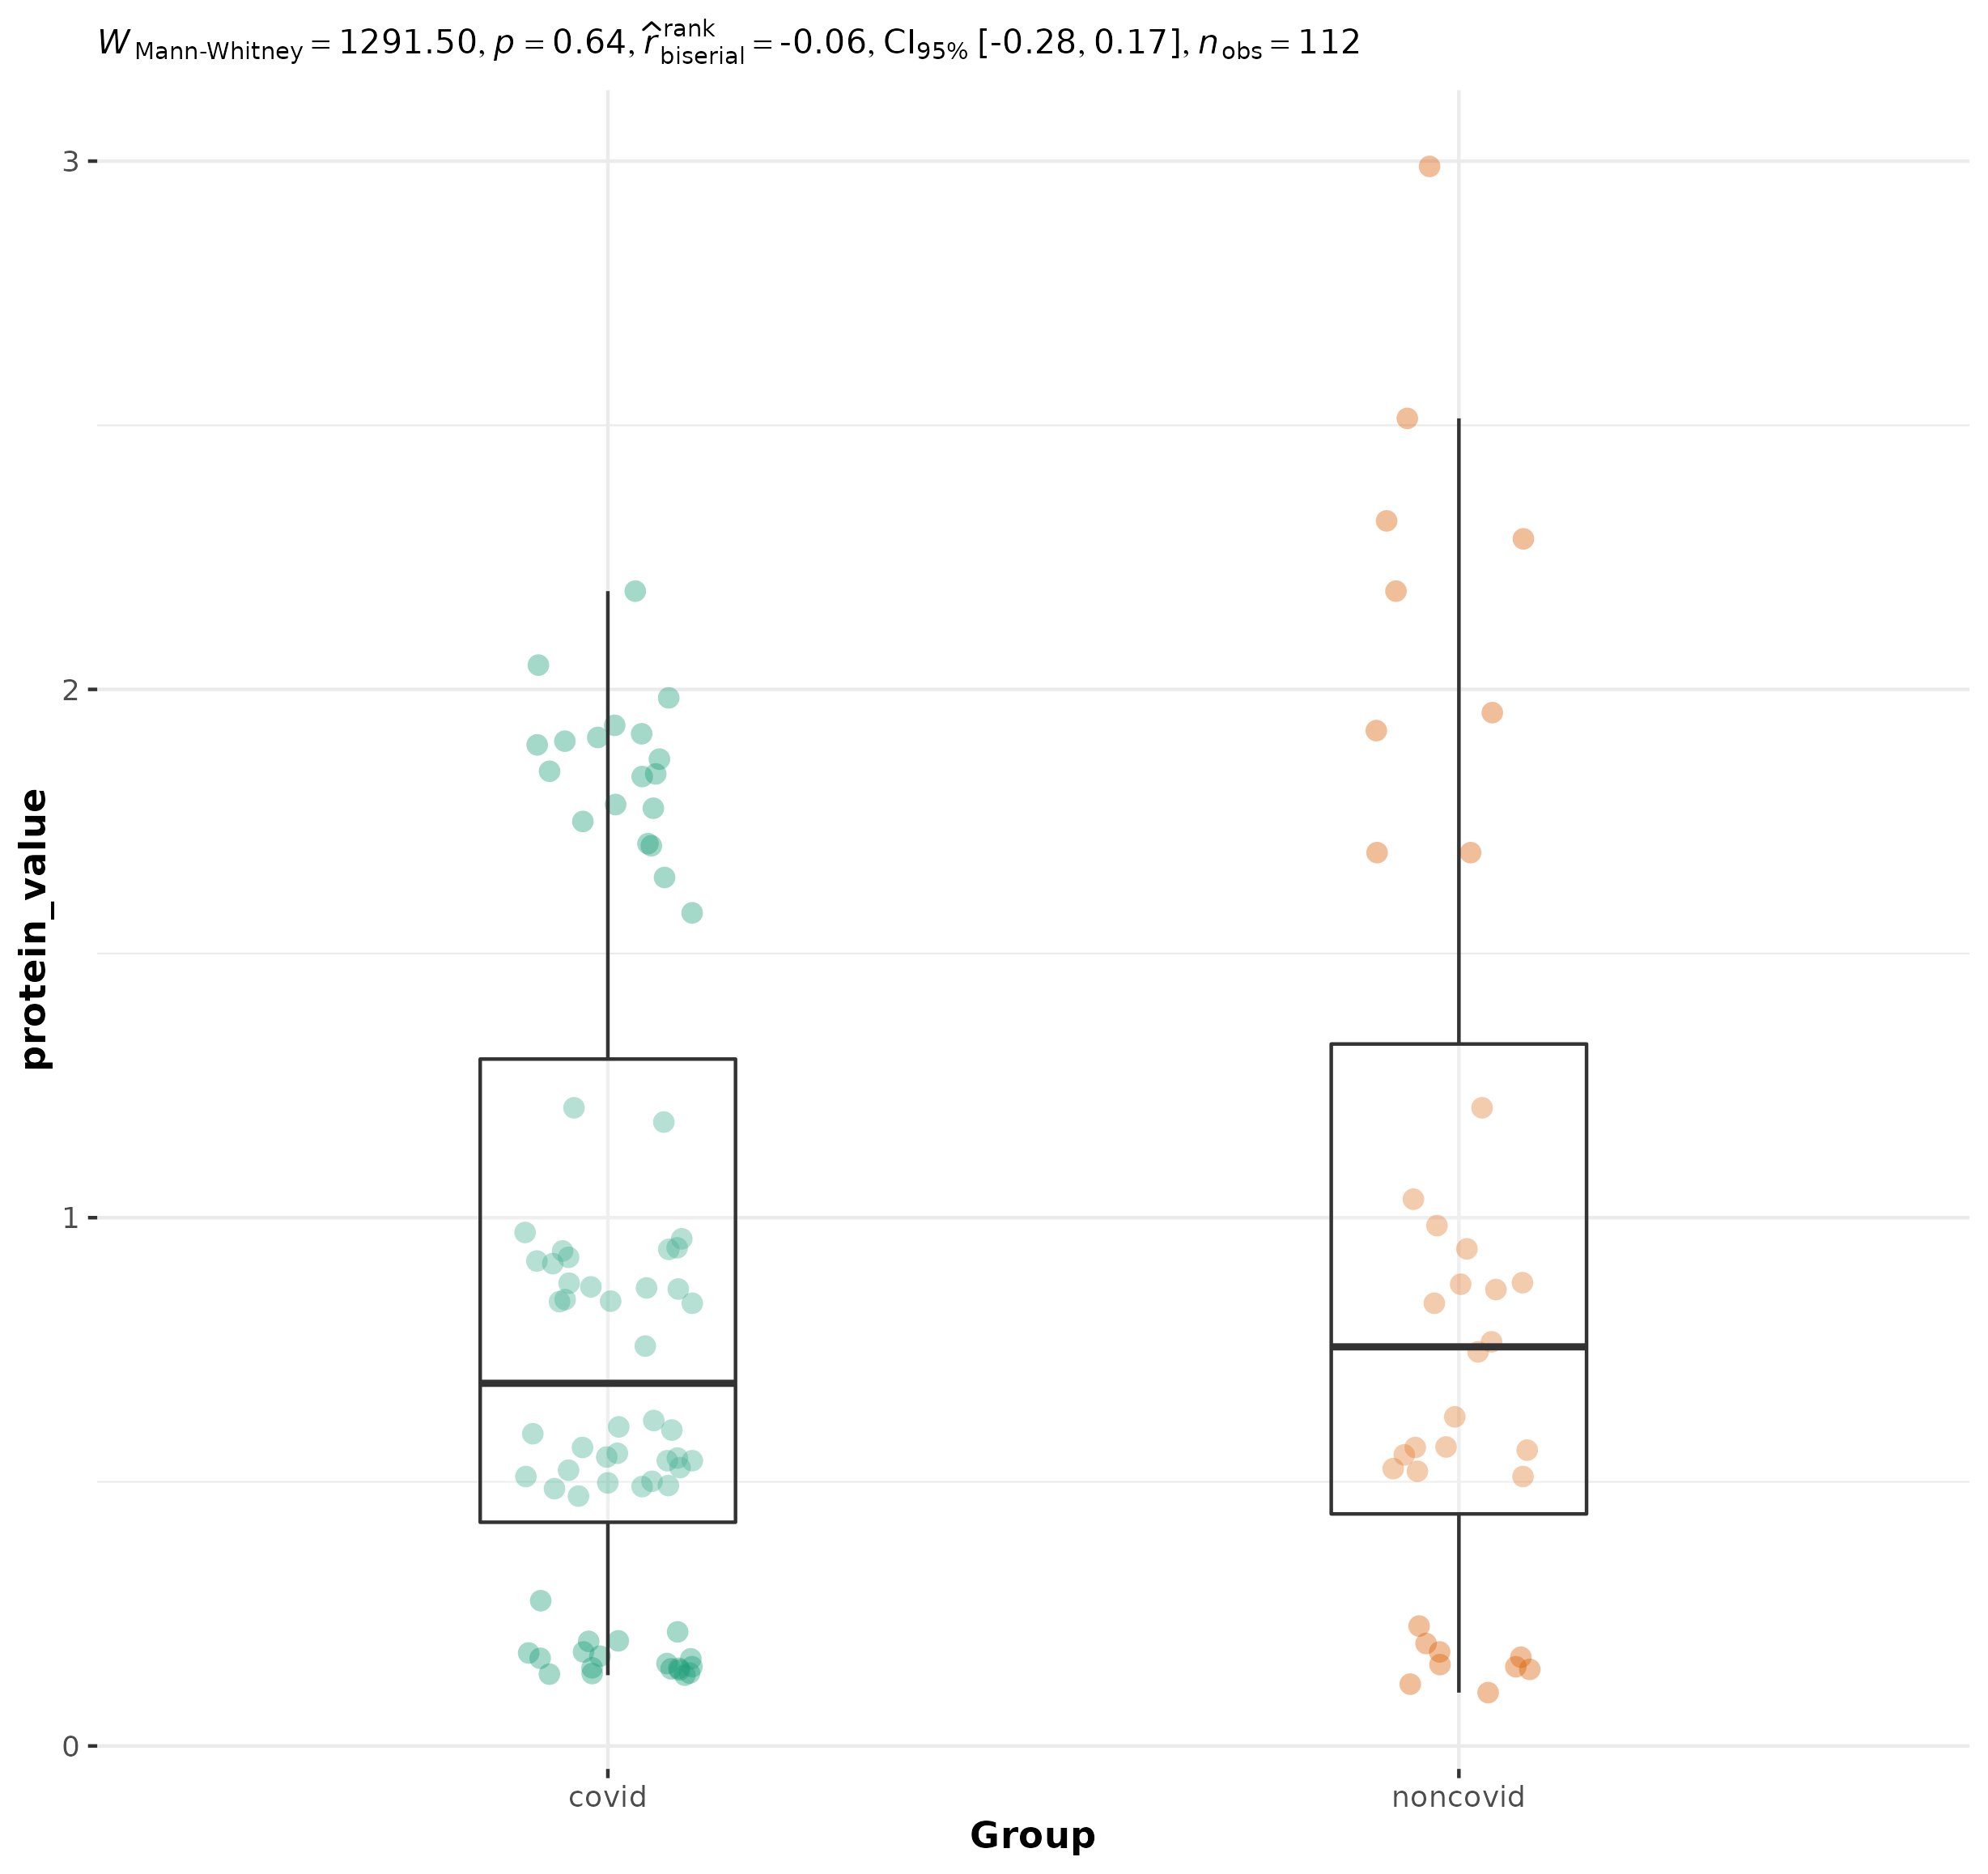 W Mann-Whitney = 1291.50, p = 0.64, r̂ rank biserial = -0.06, CI95% [-0.28, 0.17], nobs = 112
3
2
1
0
protein_value
covid noncovid
Group